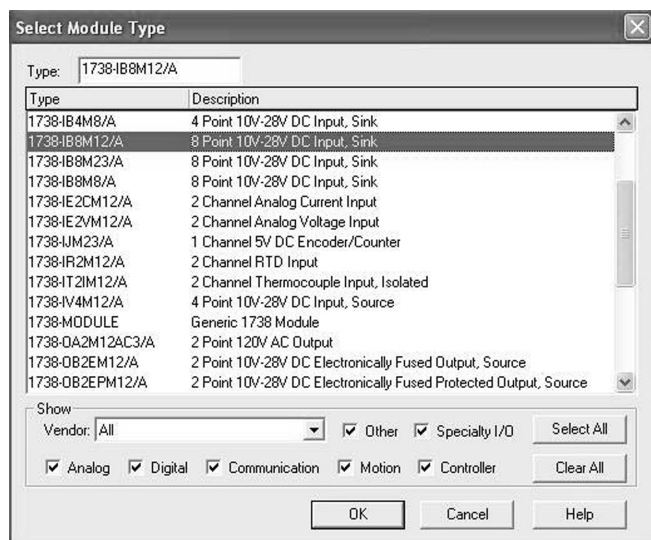 Select Module Type
Type: 1738-IB8M12/A
Type Description
1738-IB4M8/A 4 Point 10V-28V DC Input, Sink
1738-IB8M12/A 8 Point 10V-28V DC Input, Sink
1738-IB8M23/A 8 Point 10V-28V DC Input, Sink
1738-IB8M8/A 8 Point 10V-28V DC Input, Sink
1738-IE2CM12/A 2 Channel Analog Current Input
1738-IE2VM12/A 2 Channel Analog Voltage Input
1738-IJM23/A 1 Channel 5V DC Encoder/Counter
1738-IR2M12/A 2 Channel RTD Input
1738-IT2IM12/A 2 Channel Thermocouple Input, Isolated
1738-IV4M12/A 4 Point 10V-28V DC Input, Source
1738-MODULE Generic 1738 Module
1738-OA2M12AC3/A 2 Point 120V AC Output
1738-OB2EM12/A 2 Point 10V-28V DC Electronically Fused Output, Source
1738-OB2EPM12/A 2 Point 10V-28V DC Electronically Fused Protected Output, Source
Show
Vendor: All Other Specialty I/O Select All
Analog Digital Communication Motion Controller Clear All
OK Cancel Help